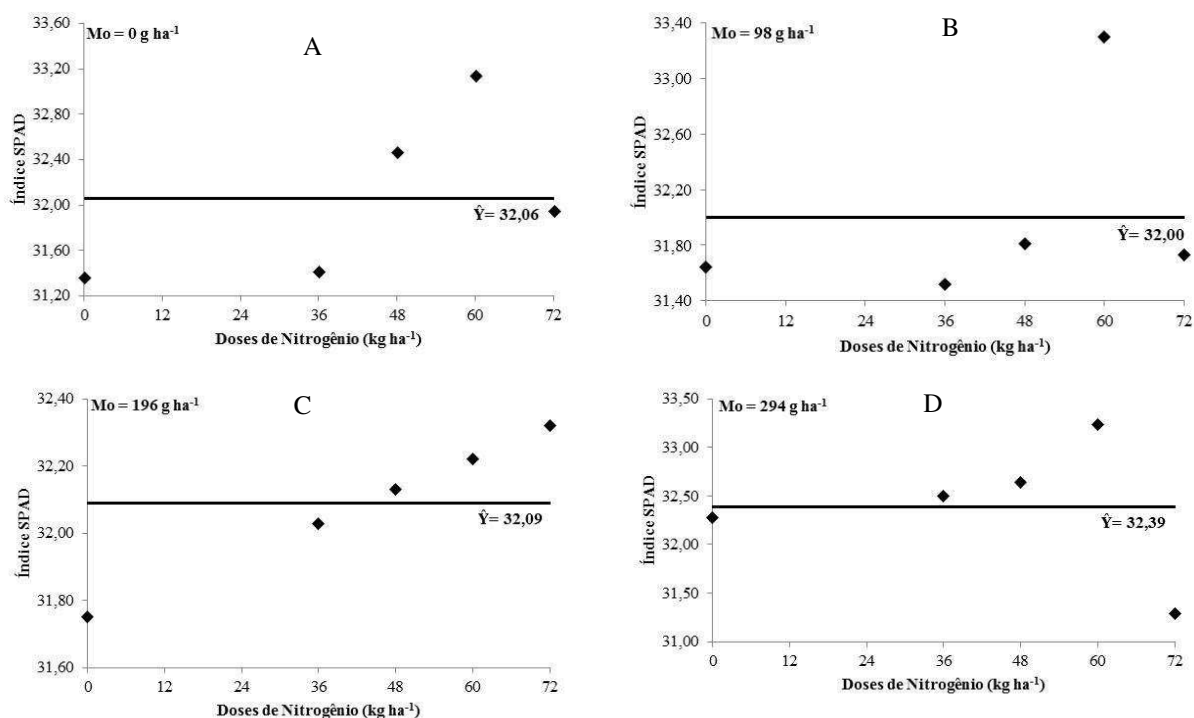 A
Mo = 0 g ha⁻¹
33,60
33,20
32,80
32,40
32,00
31,60
31,20
Índice SPAD
Ŷ= 32,06
0 12 24 36 48 60 72
Doses de Nitrogênio (kg ha⁻¹)
B
Mo = 98 g ha⁻¹
33,40
33,00
32,60
32,20
31,80
31,40
Índice SPAD
Ŷ= 32,00
0 12 24 36 48 60 72
Doses de Nitrogênio (kg ha⁻¹)
C
Mo = 196 g ha⁻¹
32,40
32,20
32,00
31,80
31,60
Índice SPAD
Ŷ= 32,09
0 12 24 36 48 60 72
Doses de Nitrogênio (kg ha⁻¹)
D
Mo = 294 g ha⁻¹
33,50
33,00
32,50
32,00
31,50
31,00
Índice SPAD
Ŷ= 32,39
0 12 24 36 48 60 72
Doses de Nitrogênio (kg ha⁻¹)